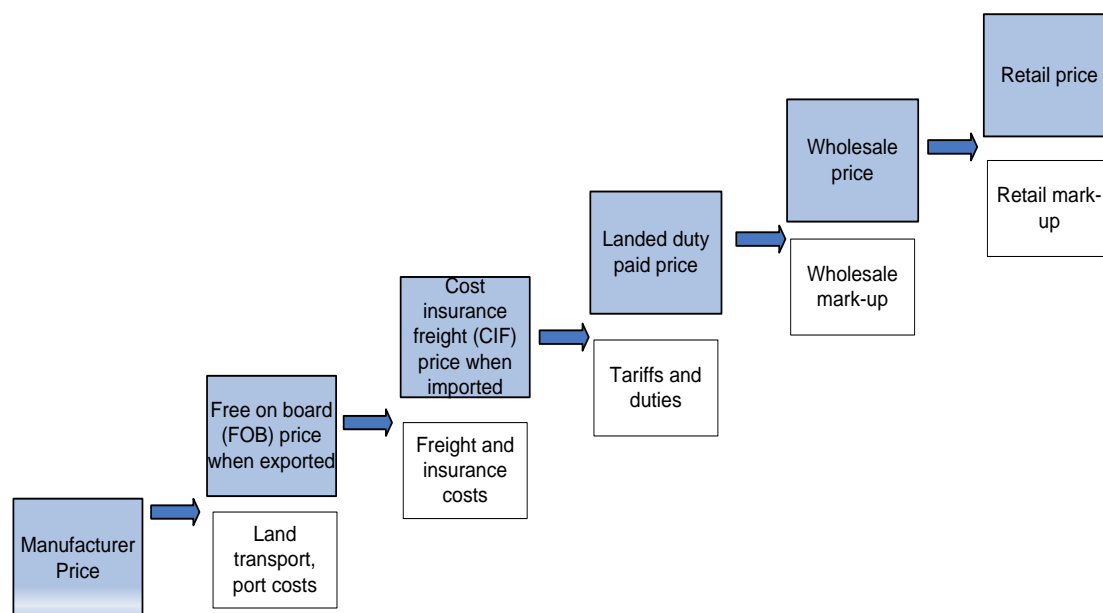 Retail price
Retail mark-
up
Wholesale
price
Wholesale
mark-up
Landed duty
paid price
Tariffs and
duties
Cost
insurance
freight (CIF)
price when
imported
Freight and
insurance
costs
Free on board
(FOB) price
when exported
Land
transport,
port costs
Manufacturer
Price